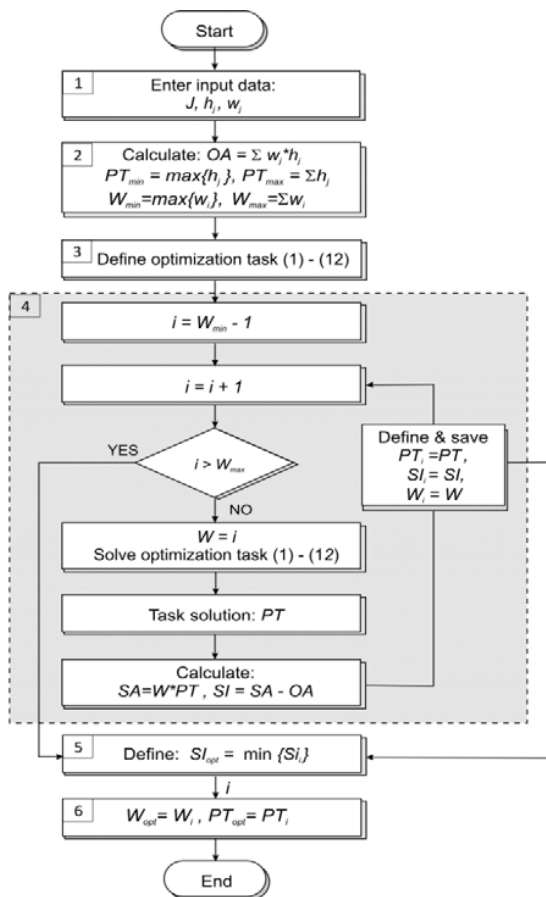 Start
1
Enter input data:
J, hj, wj
2
Calculate: OA = Σ wj*hj
PTmin = max{hj}, PTmax = Σhj
Wmin=max{wi}, Wmax=Σwi
3
Define optimization task (1) - (12)
4
i = Wmin - 1
i = i + 1
YES
i > Wmax
NO
Define & save
PTi =PT,
SIi = SI,
Wi = W
W = i
Solve optimization task (1) - (12)
Task solution: PT
Calculate:
SA=W*PT , SI = SA - OA
5
Define: SIopt = min {Sii}
i
6
Wopt= Wi , PTopt= PTi
End